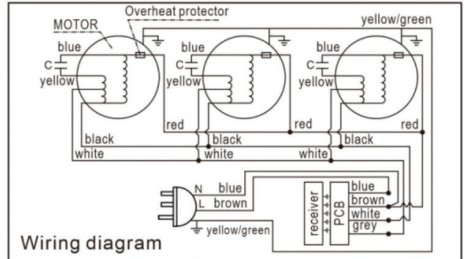 Overheat protector
MOTOR
yellow/green
blue
blue
blue
C
C
C
yellow
yellow
yellow
red
red
red
black
black
black
white
white
white
N
blue
L
brown
yellow/green
receiver
PCB
blue
brown
white
grey
Wiring diagram